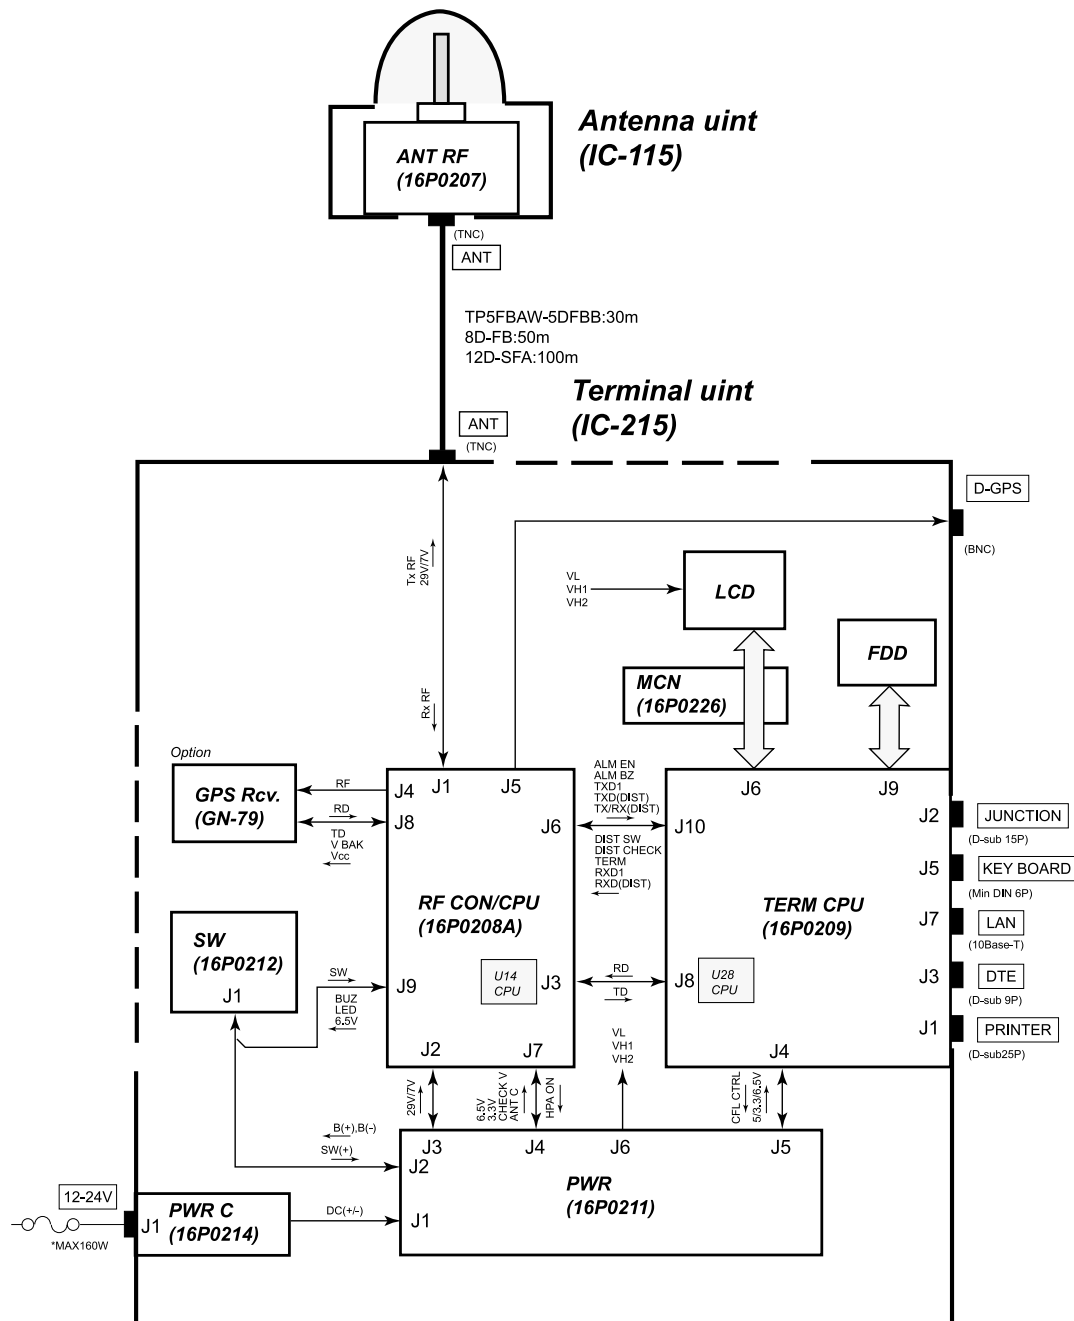 Antenna uint
(IC-115)
ANT RF
(16P0207)
(TNC)
ANT
TP5FBAW-5DFBB:30m
8D-FB:50m
12D-SFA:100m
Terminal uint
(IC-215)
ANT
(TNC)
D-GPS
(BNC)
Tx RF
29V/7V
Rx RF
VL
VH1
VH2
LCD
FDD
MCN
(16P0226)
Option
GPS Rcv.
(GN-79)
RF
RD
TD
V BAK
Vcc
J4
J1
J5
J8
J6
ALM EN
ALM BZ
TXD1
TXD(DIST)
TX/RX(DIST)
DIST SW
DIST CHECK
TERM
RXD1
RXD(DIST)
J6
J9
J10
J2
JUNCTION
(D-sub 15P)
J5
KEY BOARD
(Min DIN 6P)
J7
LAN
(10Base-T)
J3
DTE
(D-sub 9P)
J1
PRINTER
(D-sub25P)
RF CON/CPU
(16P0208A)
TERM CPU
(16P0209)
SW
(16P0212)
J1
SW
BUZ
LED
6.5V
J9
U14
CPU
J3
RD
TD
J8
U28
CPU
J2
J7
J4
VL
VH1
VH2
29V/7V
6.5V
3.3V
CHECK V
ANT C
HPA ON
CFL CTRL
5/3.3/6.5V
B(+),B(-)
SW(+)
J3
J4
J6
J5
J2
PWR
(16P0211)
J1
12-24V
*MAX160W
J1
PWR C
(16P0214)
DC(+/-)